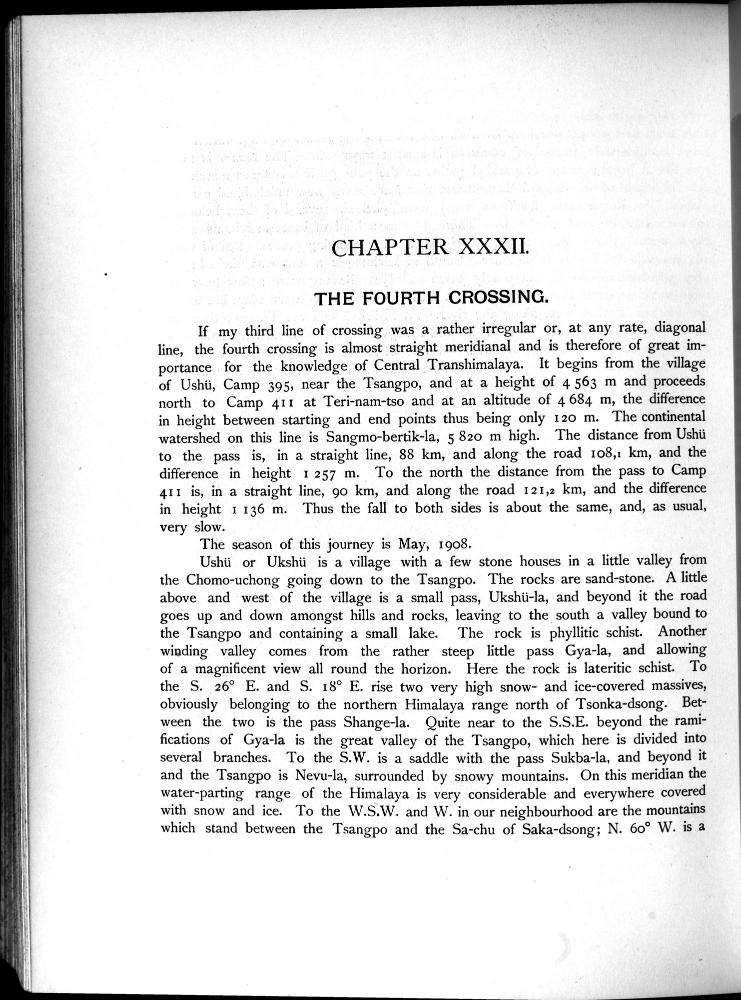 CHAPTER XXXII.
THE FOURTH CROSSING.
If my third line of crossing was a rather irregular or, at any rate, diagonal
line, the fourth crossing is almost straight meridianal and is therefore of great im-
portance for the knowledge of Central Transhimalaya. It begins from the village
of Ushü, Camp 395, near the Tsangpo, and at a height of 4 563 m and proceeds
north to Camp 411 at Teri-nam-tso and at an altitude of 4 684 m, the difference
in height between starting and end points thus being only 120 m. The continental
watershed on this line is Sangmo-bertik-la, 5 820 m high. The distance from Ushü
to the pass is, in a straight line, 88 km, and along the road 108,1 km, and the
difference in height 1 257 m. To the north the distance from the pass to Camp
411 is, in a straight line, 90 km, and along the road 121,2 km, and the difference
in height 1 136 m. Thus the fall to both sides is about the same, and, as usual,
very slow.
The season of this journey is May, 1908.
Ushü or Ukshü is a village with a few stone houses in a little valley from
the Chomo-uchong going down to the Tsangpo. The rocks are sand-stone. A little
above and west of the village is a small pass, Ukshü-la, and beyond it the road
goes up and down amongst hills and rocks, leaving to the south a valley bound to
the Tsangpo and containing a small lake. The rock is phyllitic schist. Another
winding valley comes from the rather steep little pass Gya-la, and allowing
of a magnificent view all round the horizon. Here the rock is lateritic schist. To
the S. 26° E. and S. 18° E. rise two very high snow- and ice-covered massives,
obviously belonging to the northern Himalaya range north of Tsonka-dsong. Bet-
ween the two is the pass Shange-la. Quite near to the S.S.E. beyond the rami-
fications of Gya-la is the great valley of the Tsangpo, which here is divided into
several branches. To the S.W. is a saddle with the pass Sukba-la, and beyond it
and the Tsangpo is Nevu-la, surrounded by snowy mountains. On this meridian the
water-parting range of the Himalaya is very considerable and everywhere covered
with snow and ice. To the W.S.W. and W. in our neighbourhood are the mountains
which stand between the Tsangpo and the Sa-chu of Saka-dsong; N. 60° W. is a